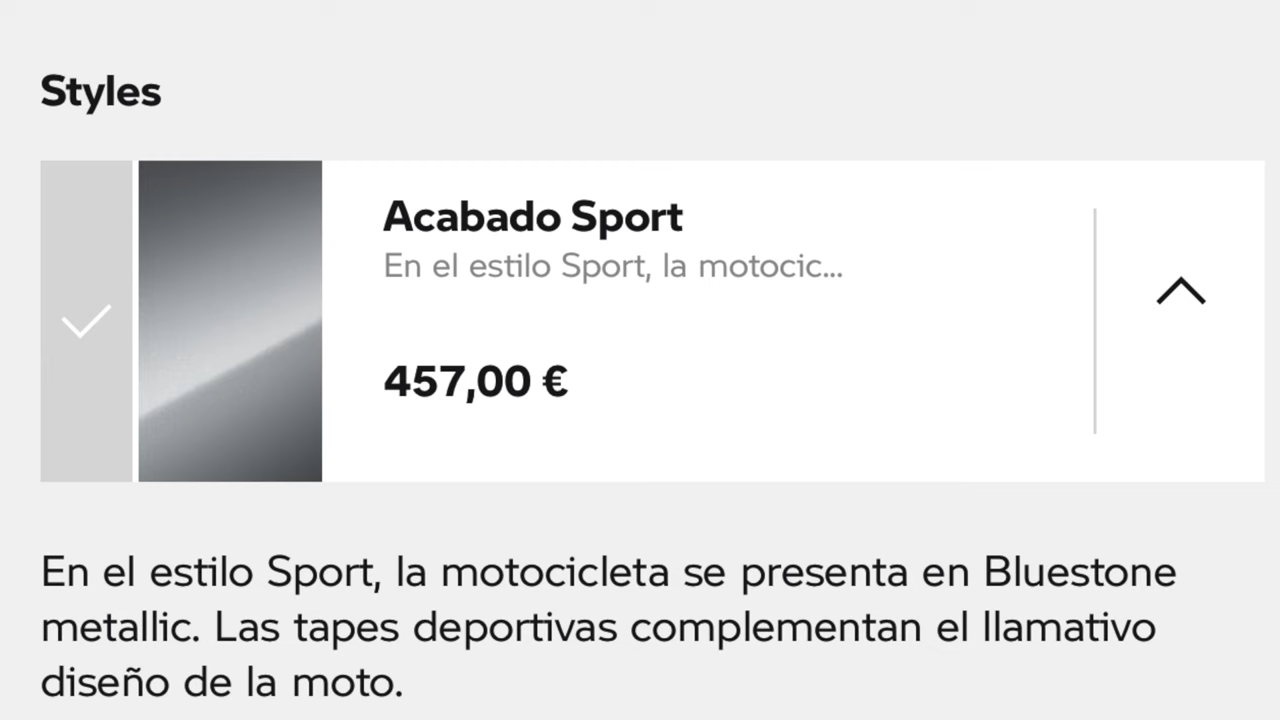 Styles
Acabado Sport
En el estilo Sport, la motocic...
457,00 €
En el estilo Sport, la motocicleta se presenta en Bluestone
metallic. Las tapes deportivas complementan el llamativo
diseño de la moto.